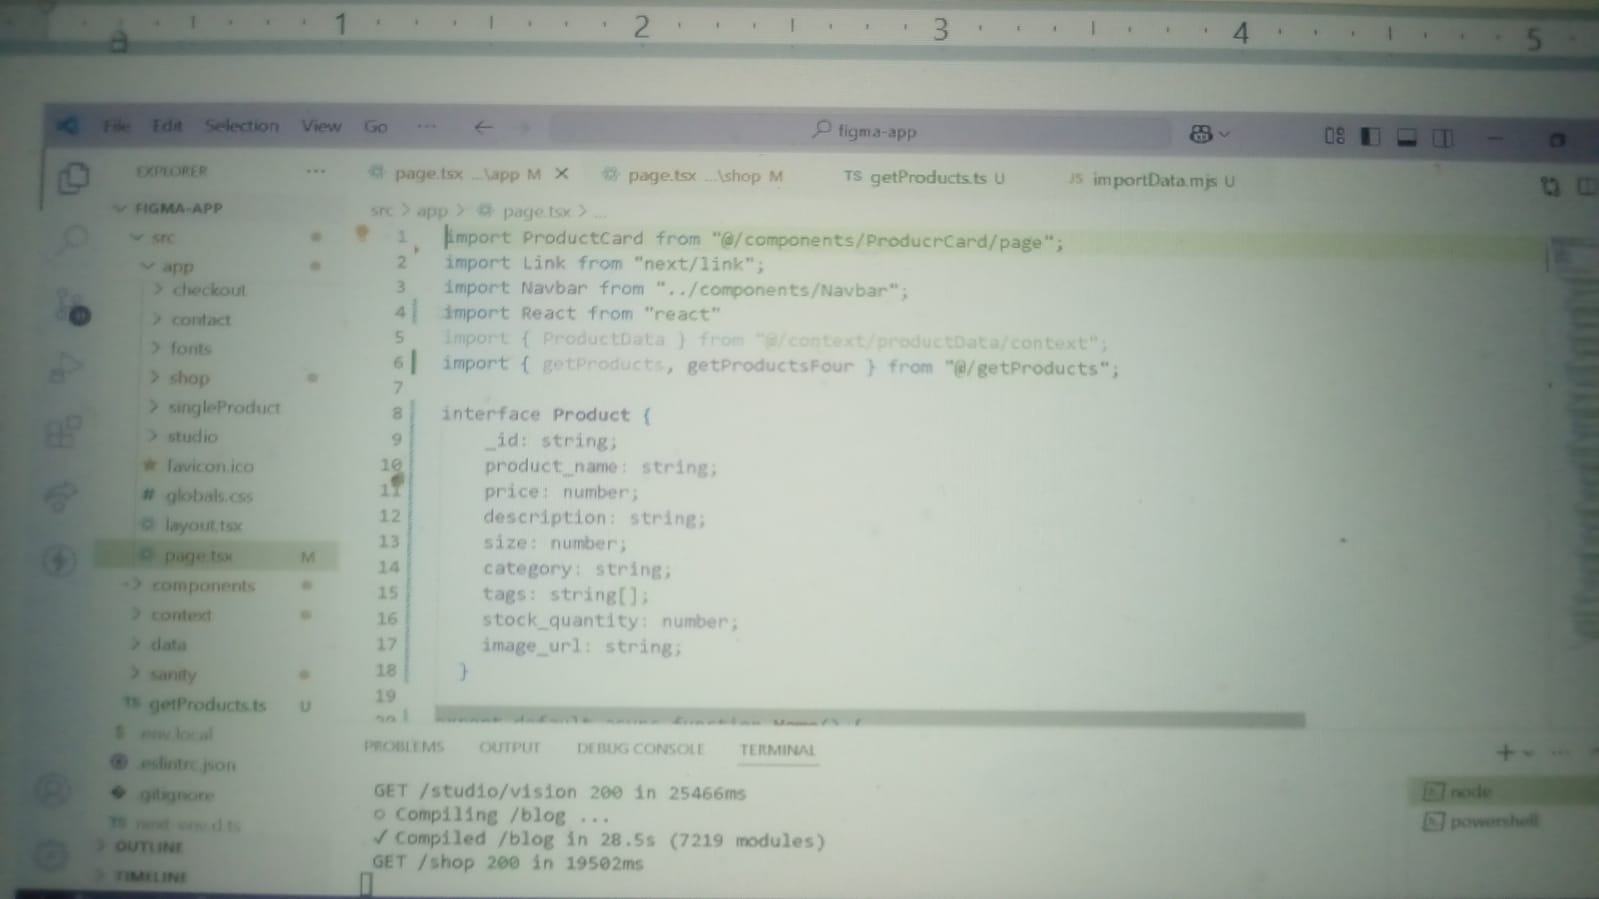 1 2 3 4 5
File Edit Selection View Go ... figma-app
EXPLORER ...
FIGMA-APP
src
app
checkout
contact
fonts
shop
singleProduct
studio
favicon.ico
globals.css
layout.tsx
page.tsx M
components
context
data
sanity
TS getProducts.ts U
$ .env.local
.eslintrc.json
.gitignore
TS next-env.d.ts
OUTLINE
TIMELINE
page.tsx ...\app M page.tsx ...\shop M TS getProducts.ts U JS importData.mjs U
src > app > page.tsx > ...
1 import ProductCard from "@/components/ProducrCard/page";
2 import Link from "next/link";
3 import Navbar from "../components/Navbar";
4 import React from "react"
5 import { ProductData } from "@/context/productData/context";
6 import { getProducts, getProductsFour } from "@/getProducts";
7
8 interface Product {
9 _id: string;
10 product_name: string;
11 price: number;
12 description: string;
13 size: number;
14 category: string;
15 tags: string[];
16 stock_quantity: number;
17 image_url: string;
18 }
19
20 export default async function Home() {
PROBLEMS OUTPUT DEBUG CONSOLE TERMINAL
GET /studio/vision 200 in 25466ms
○ Compiling /blog ...
✓ Compiled /blog in 28.5s (7219 modules)
GET /shop 200 in 19502ms
node
powershell